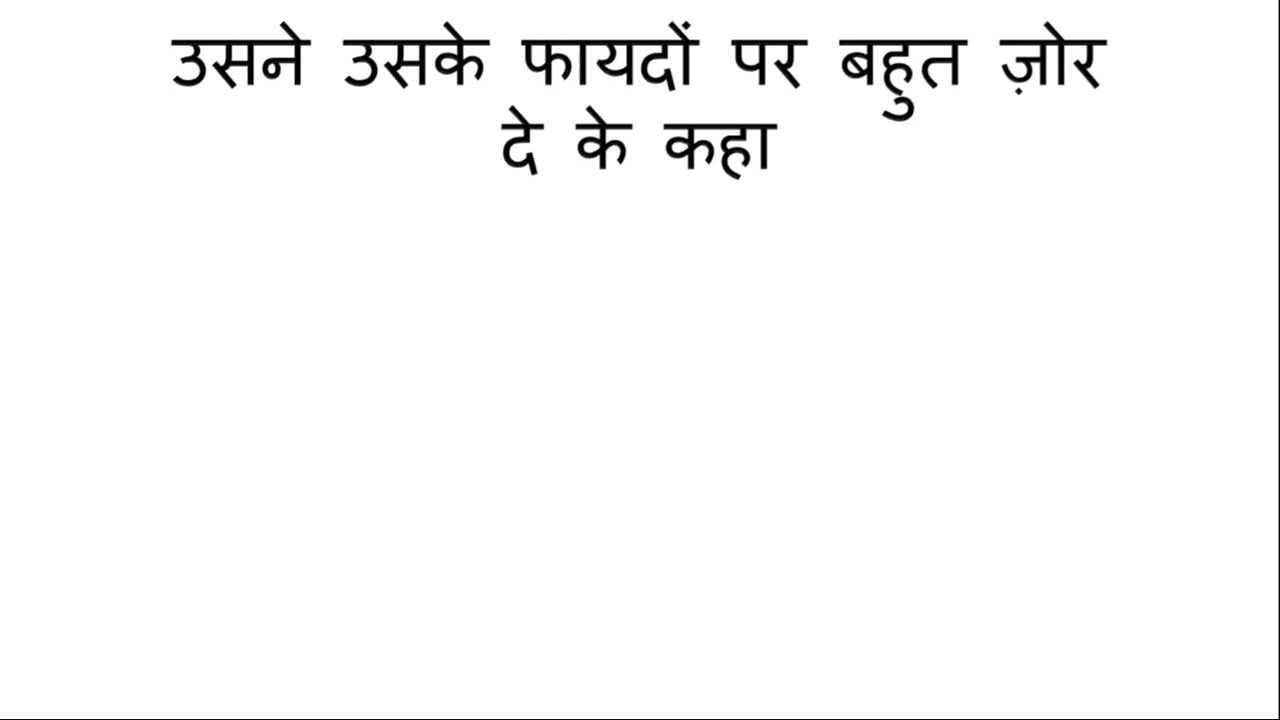 उसने उसके फायदों पर बहुत ज़ोर
दे के कहा